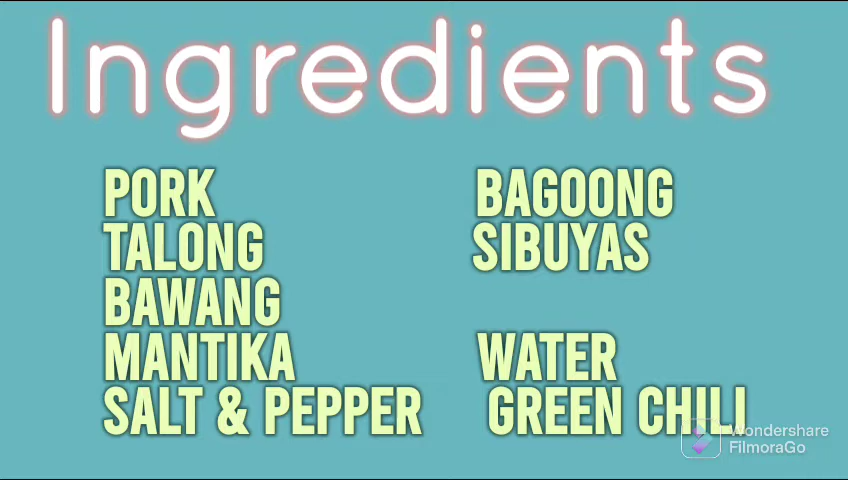 Ingredients
PORK
TALONG
BAWANG
MANTIKA
SALT & PEPPER
BAGOONG
SIBUYAS
WATER
GREEN CHILI
Wondershare
FilmoraGo